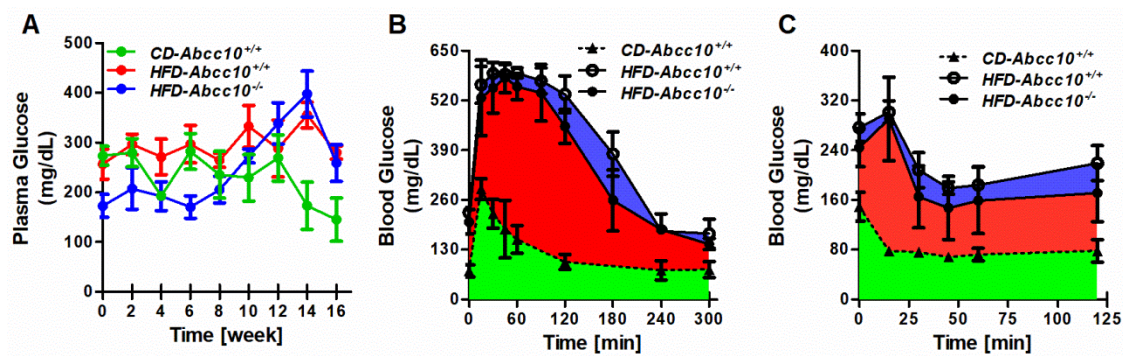 A
Plasma Glucose
(mg/dL)
500
400
300
200
100
0
CD-Abcc10+/+
HFD-Abcc10+/+
HFD-Abcc10-/-
0 2 4 6 8 10 12 14 16
Time [week]
B
Blood Glucose
(mg/dL)
650
520
390
260
130
0
CD-Abcc10+/+
HFD-Abcc10+/+
HFD-Abcc10-/-
0 60 120 180 240 300
Time [min]
C
Blood Glucose
(mg/dL)
400
320
240
160
80
0
CD-Abcc10+/+
HFD-Abcc10+/+
HFD-Abcc10-/-
0 25 50 75 100 125
Time [min]